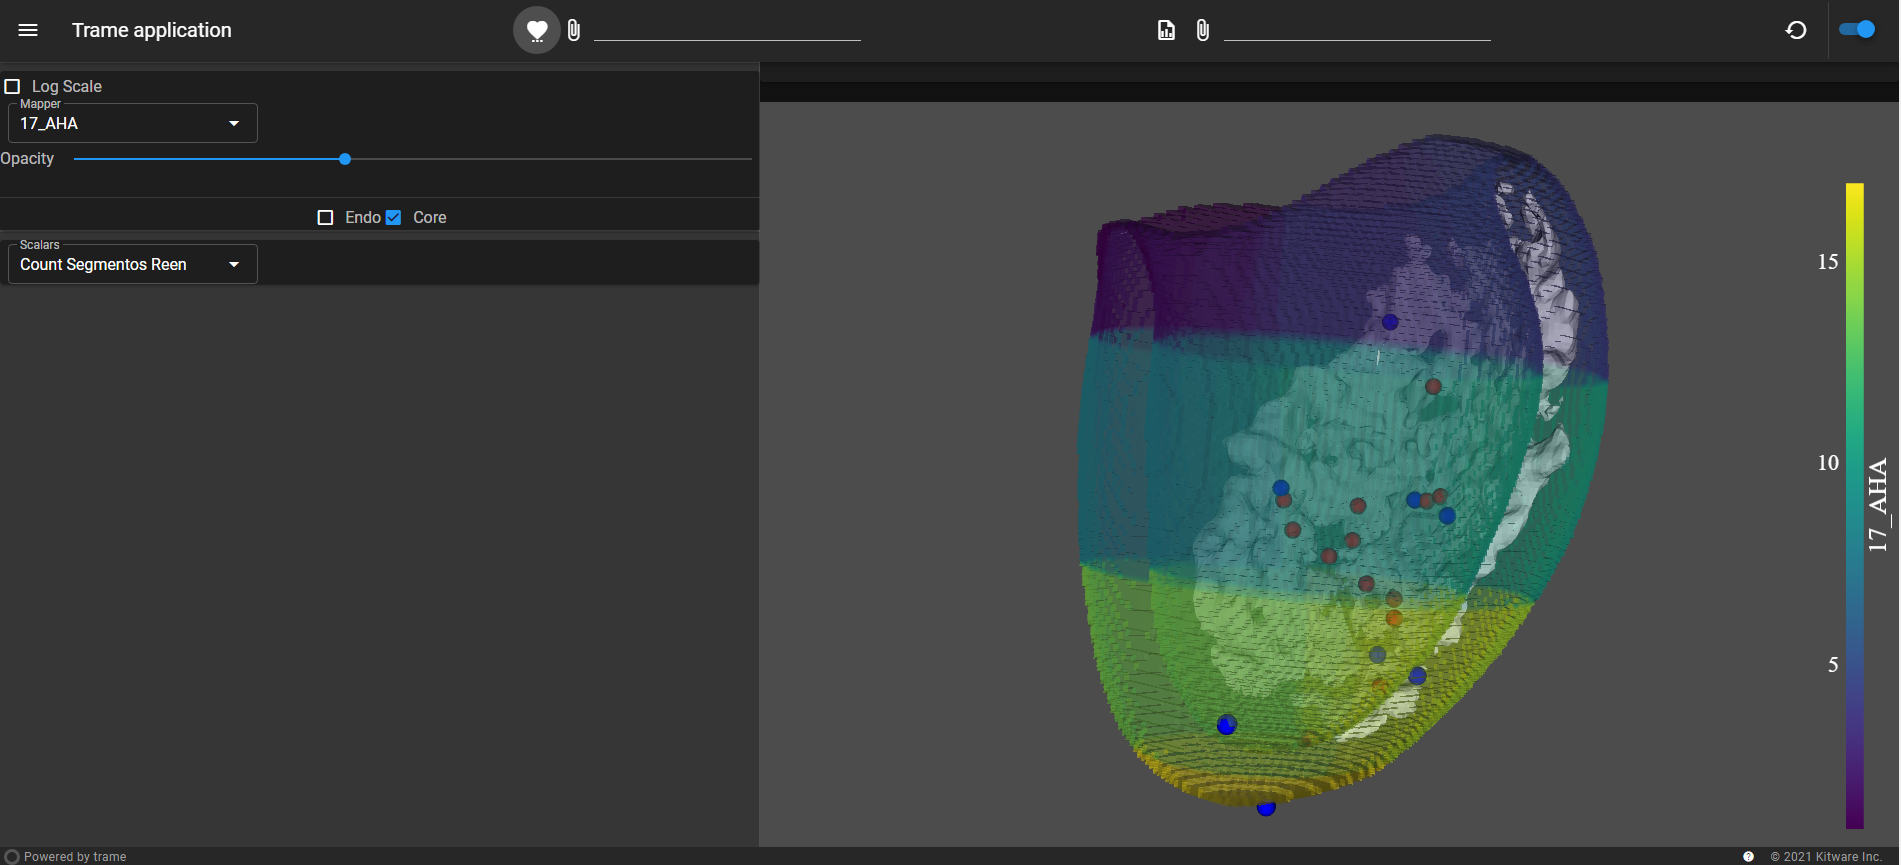 Trame application
Log Scale
Mapper
17_AHA
Opacity
Endo
Core
Scalars
Count Segmentos Reen
15
10
5
17_AHA
Powered by trame
© 2021 Kitware Inc.